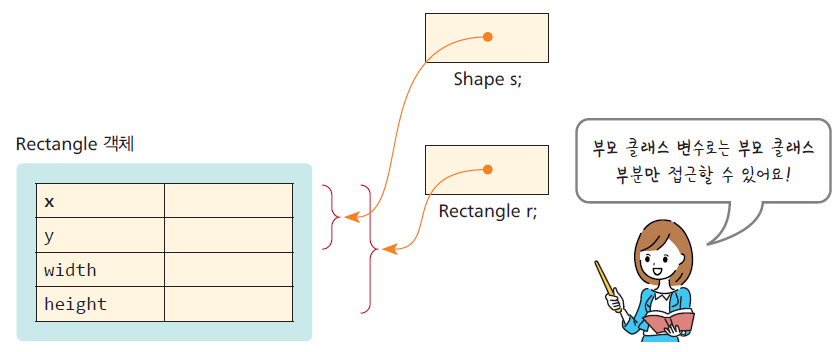 Shape s;
Rectangle 객체
Rectangle r;
x
y
width
height
부모 클래스 변수로는 부모 클래스
부분만 접근할 수 있어요!